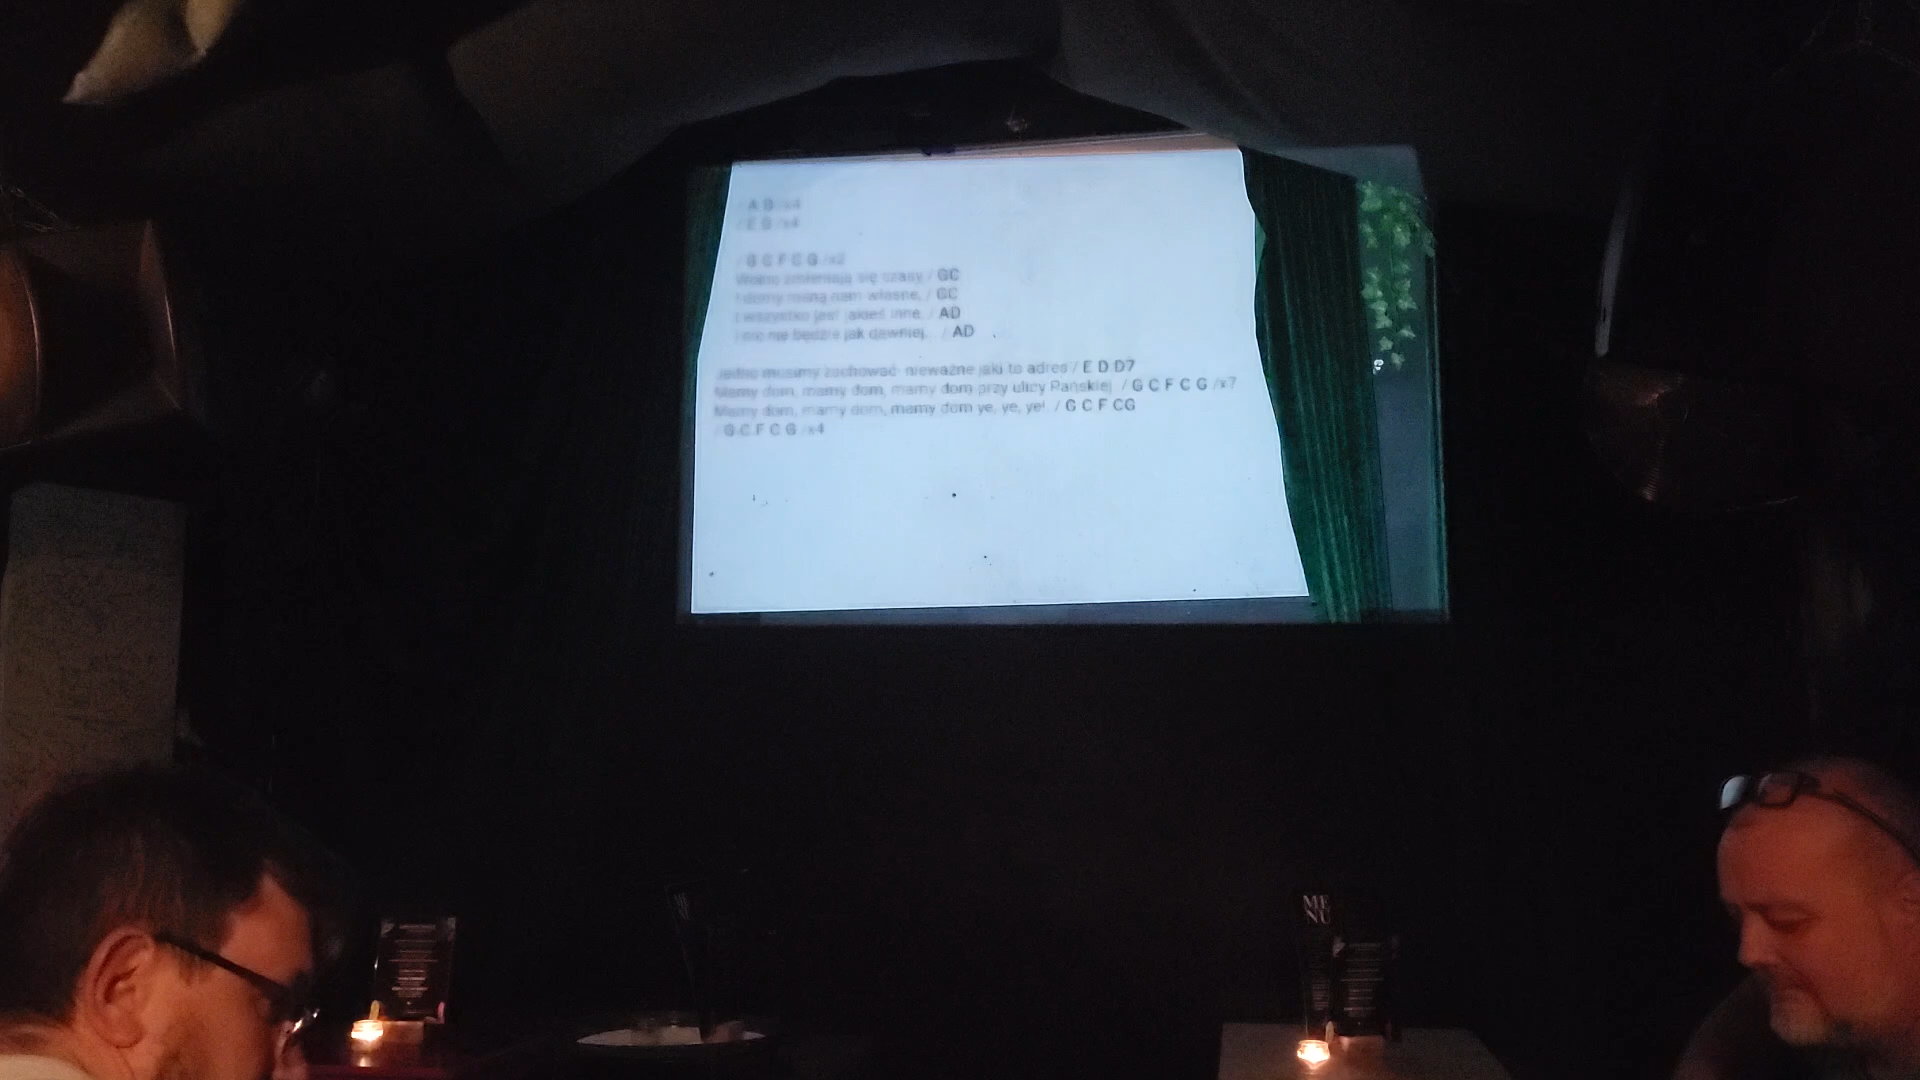 / A D /x4
/ E G /x4
/ G C F C G /x2
Wolno zmieniają się czasy, / GC
I domy rosną nam własne, / GC
I wszystko jest jakieś inne, / AD
I nic nie będzie jak dawniej. / AD
Jedno musimy zachować nieważne jaki to adres / E D D7
Mamy dom, mamy dom, mamy dom przy ulicy Pańskiej / G C F C G /x7
Mamy dom, mamy dom, mamy dom ye, ye, ye! / G C F CG
/ G C F C G /x4
ME
NU